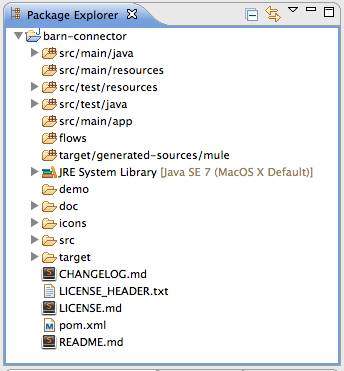 Package Explorer
barn-connector
src/main/java
src/main/resources
src/test/resources
src/test/java
src/main/app
flows
target/generated-sources/mule
JRE System Library [Java SE 7 (MacOS X Default)]
demo
doc
icons
src
target
CHANGELOG.md
LICENSE_HEADER.txt
LICENSE.md
pom.xml
README.md